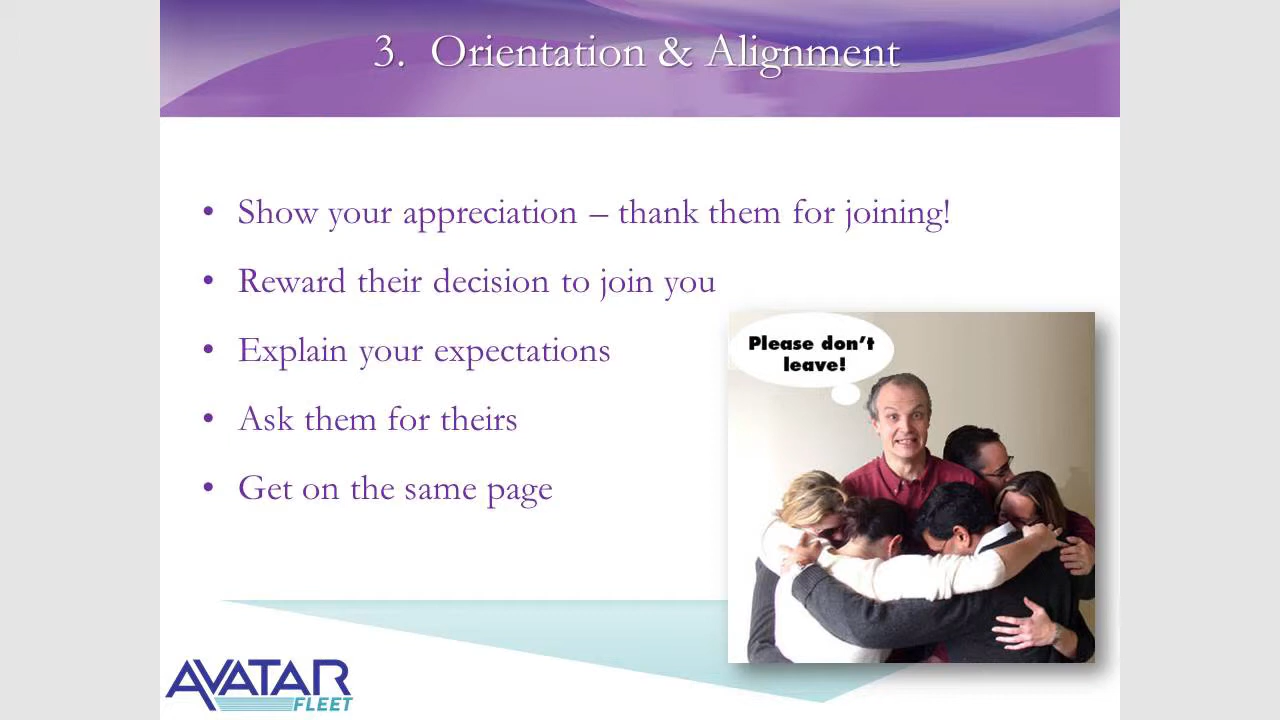 3. Orientation & Alignment
• Show your appreciation – thank them for joining!
• Reward their decision to join you
• Explain your expectations
• Ask them for theirs
• Get on the same page
Please don't
leave!
AVATAR
FLEET